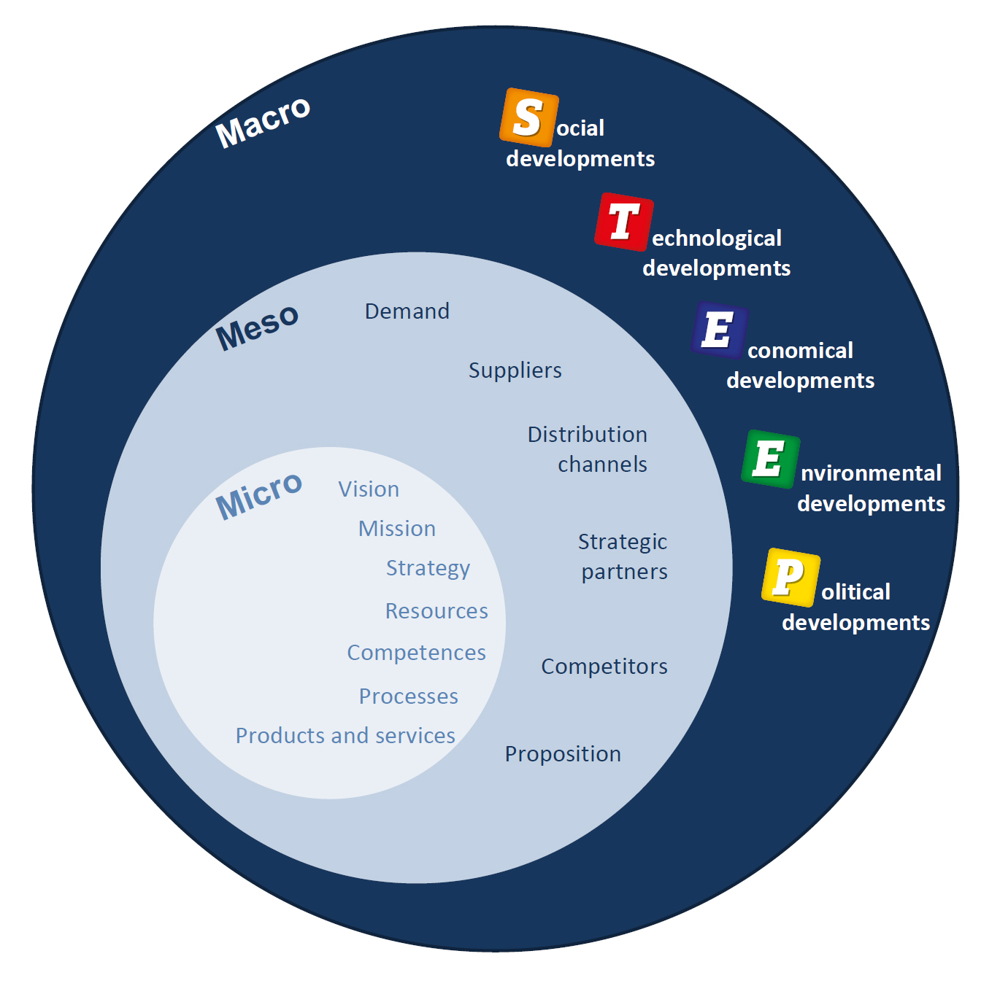 Macro
Social
developments
Technological
developments
Economical
developments
Environmental
developments
Political
developments
Meso
Demand
Suppliers
Distribution
channels
Strategic
partners
Competitors
Proposition
Micro
Vision
Mission
Strategy
Resources
Competences
Processes
Products and services